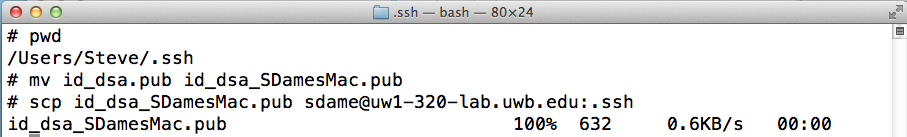 .ssh — bash — 80×24
# pwd
/Users/Steve/.ssh
# mv id_dsa.pub id_dsa_SDamesMac.pub
# scp id_dsa_SDamesMac.pub sdame@uw1-320-lab.uwb.edu:.ssh
id_dsa_SDamesMac.pub 100% 632 0.6KB/s 00:00